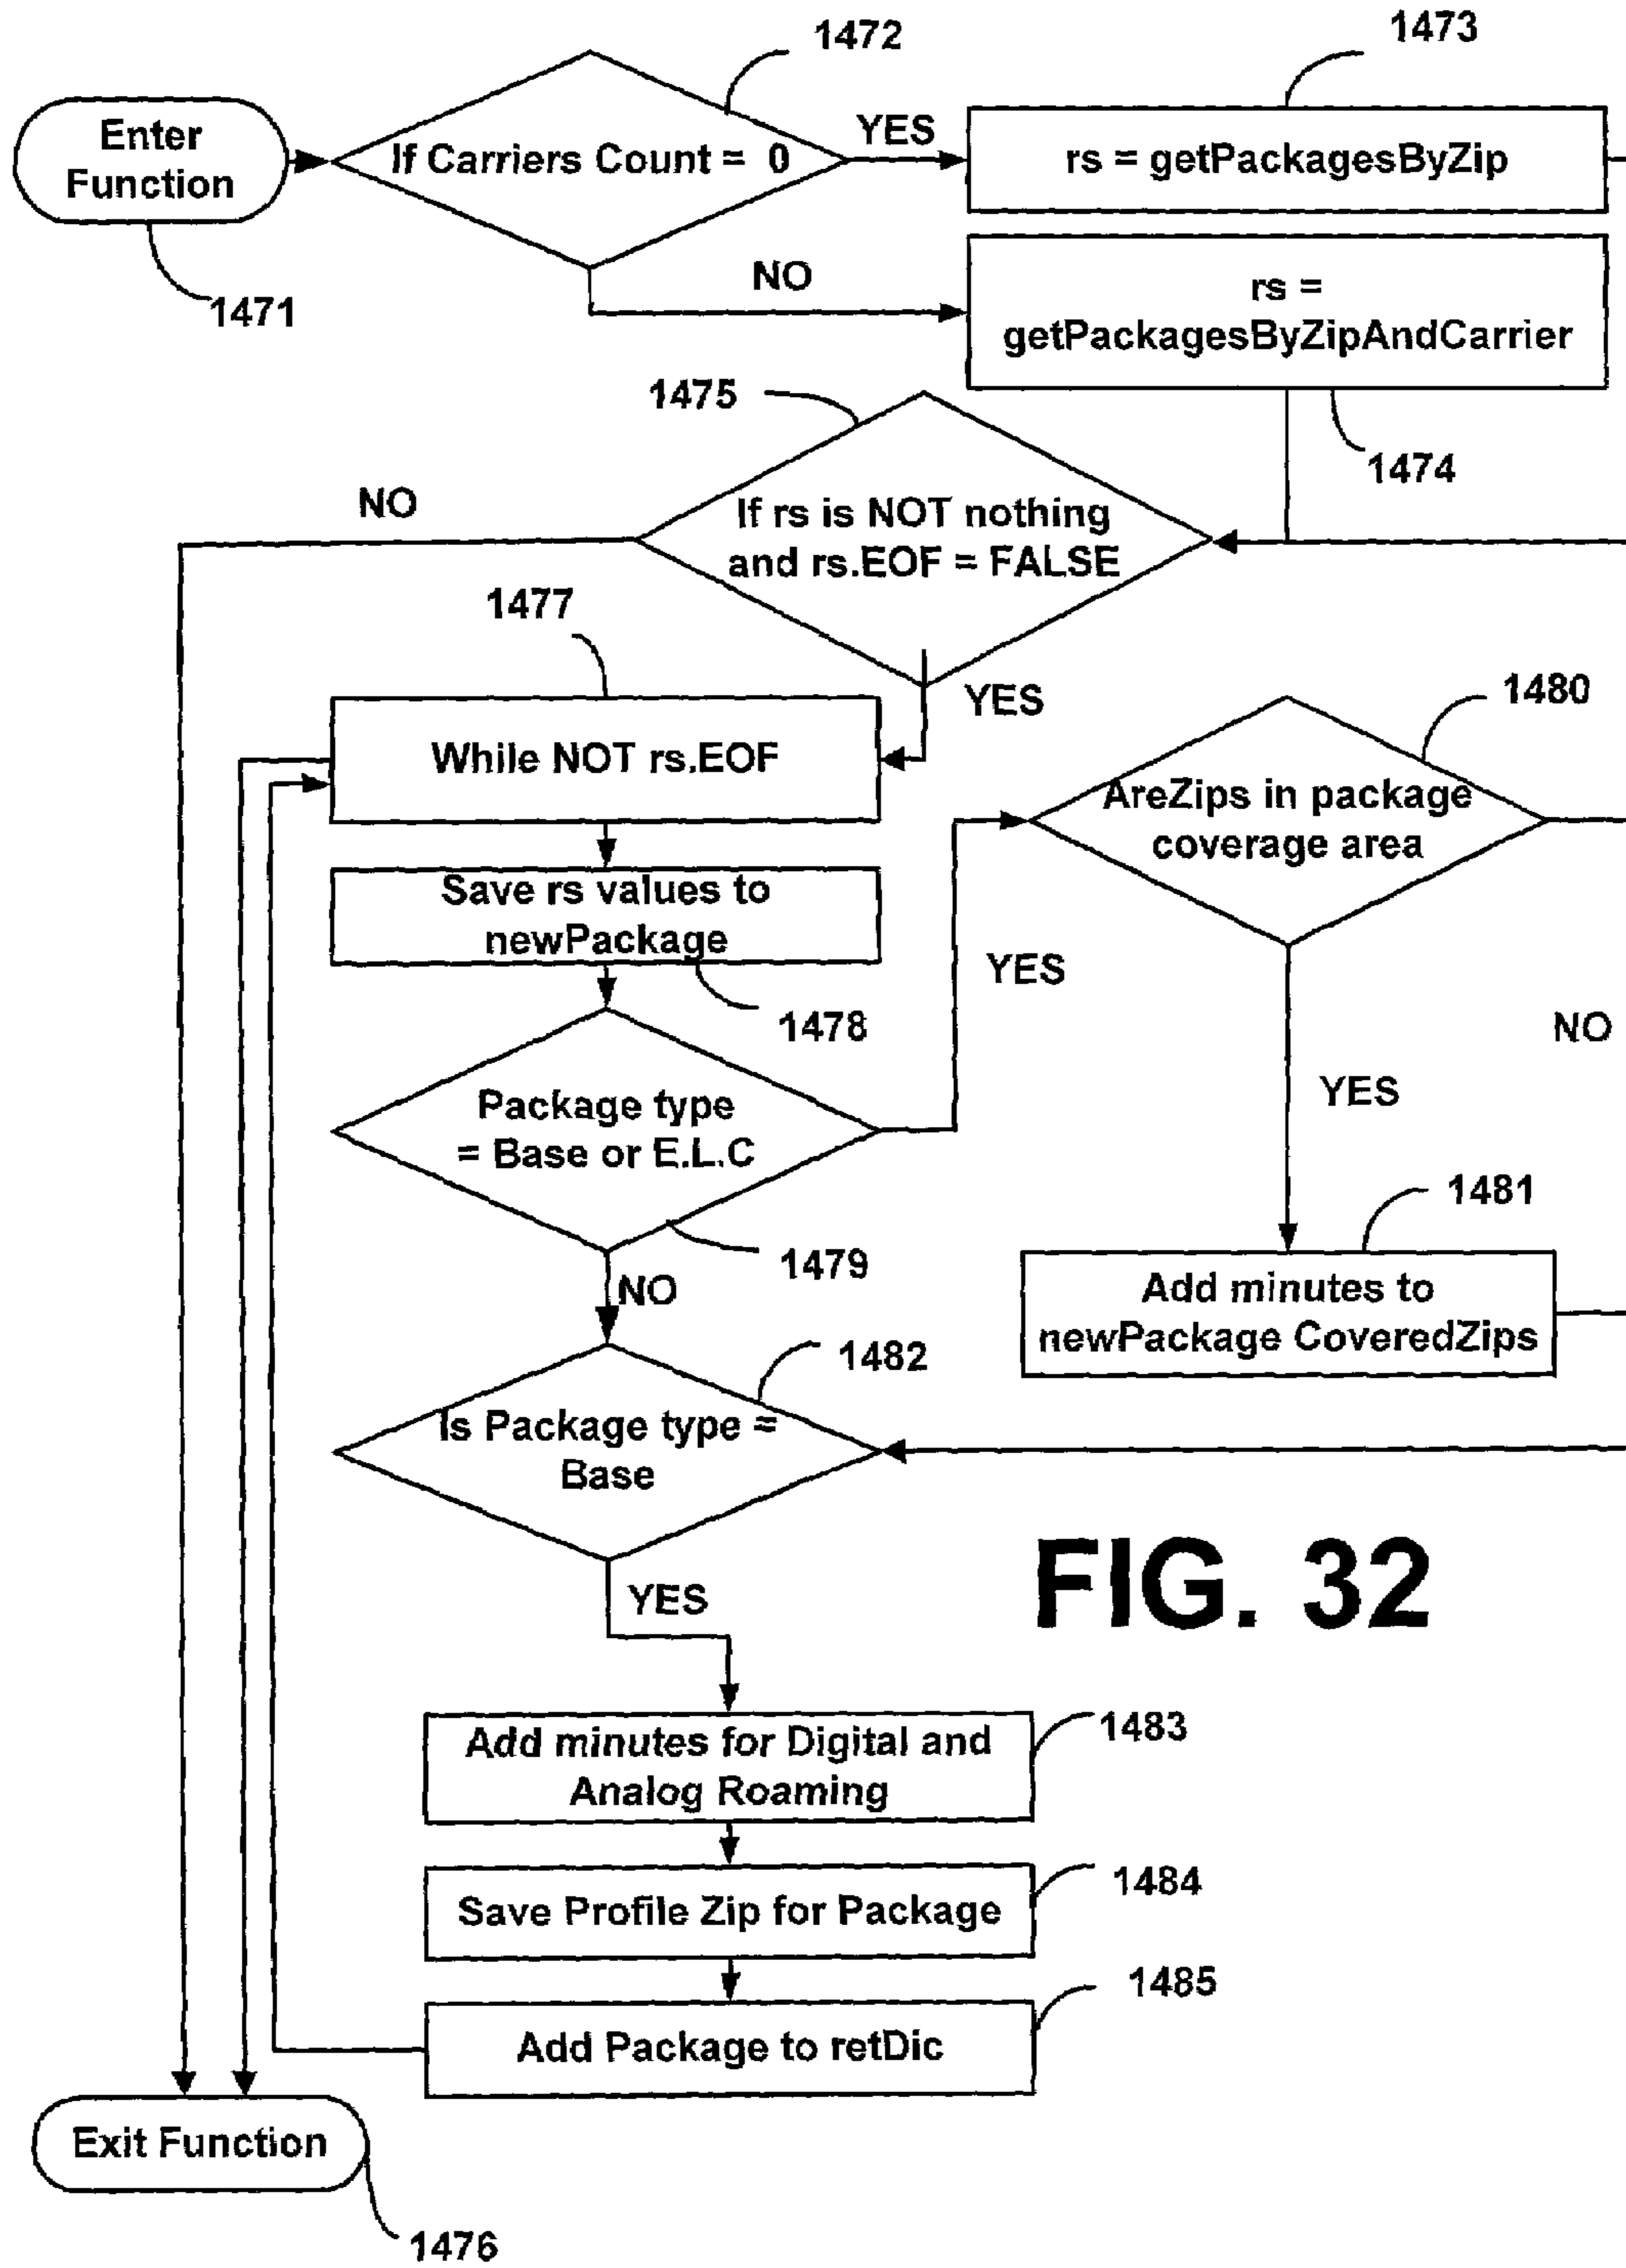 1472
1473
Enter
Function
If Carriers Count = 0
YES
rs = getPackagesByZip
1471
NO
rs =
getPackagesByZipAndCarrier
1475
1474
NO
If rs is NOT nothing
and rs.EOF = FALSE
1477
YES
1480
While NOT rs.EOF
AreZips in package
coverage area
Save rs values to
newPackage
YES
1478
NO
YES
Package type
= Base or E.L.C
1481
1479
NO
Add minutes to
newPackage CoveredZips
1482
Is Package type =
Base
FIG. 32
YES
Add minutes for Digital and
Analog Roaming
1483
Save Profile Zip for Package
1484
1485
Add Package to retDic
Exit Function
1476